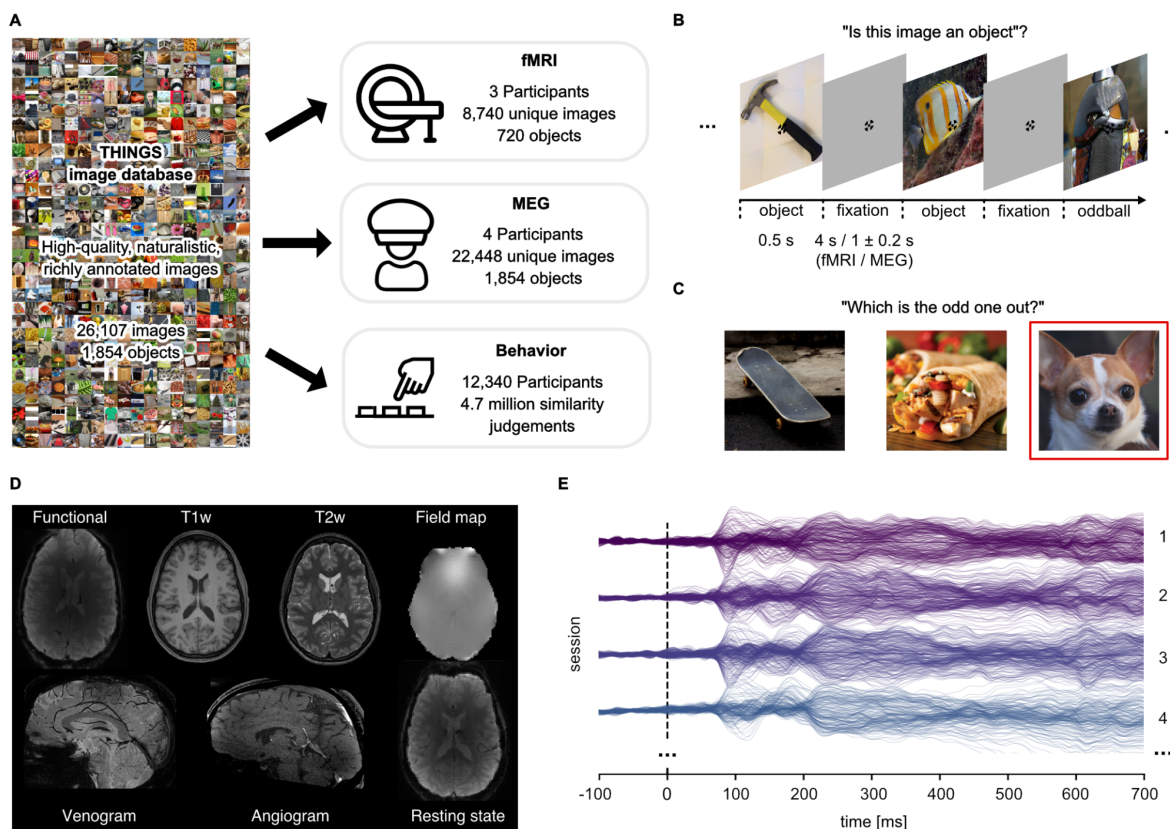 A
THINGS
image database
High-quality, naturalistic,
richly annotated images
26,107 images
1,854 objects
fMRI
3 Participants
8,740 unique images
720 objects
MEG
4 Participants
22,448 unique images
1,854 objects
Behavior
12,340 Participants
4.7 million similarity
judgements
B
"Is this image an object"?
...
object
fixation
object
fixation
oddball
0.5 s
4 s / 1 ± 0.2 s
(fMRI / MEG)
C
"Which is the odd one out?"
D
Functional
T1w
T2w
Field map
Venogram
Angiogram
Resting state
E
session
1
2
3
4
...
...
-100
0
100
200
300
400
500
600
700
time [ms]